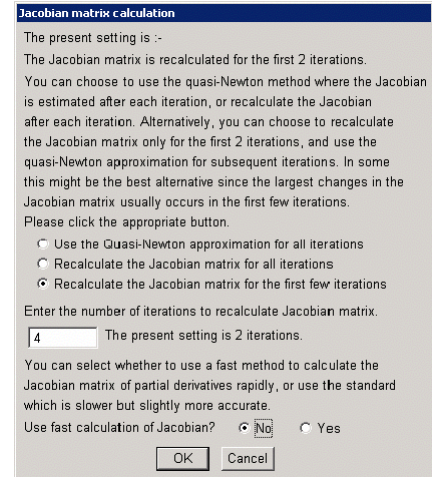 Jacobian matrix calculation
The present setting is :-
The Jacobian matrix is recalculated for the first 2 iterations.
You can choose to use the quasi-Newton method where the Jacobian
is estimated after each iteration, or recalculate the Jacobian
after each iteration. Alternatively, you can choose to recalculate
the Jacobian matrix only for the first 2 iterations, and use the
quasi-Newton approximation for subsequent iterations. In some
this might be the best alternative since the largest changes in the
Jacobian matrix usually occurs in the first few iterations.
Please click the appropriate button.
Use the Quasi-Newton approximation for all iterations
Recalculate the Jacobian matrix for all iterations
Recalculate the Jacobian matrix for the first few iterations
Enter the number of iterations to recalculate Jacobian matrix.
4 The present setting is 2 iterations.
You can select whether to use a fast method to calculate the
Jacobian matrix of partial derivatives rapidly, or use the standard
which is slower but slightly more accurate.
Use fast calculation of Jacobian? No Yes
OK Cancel